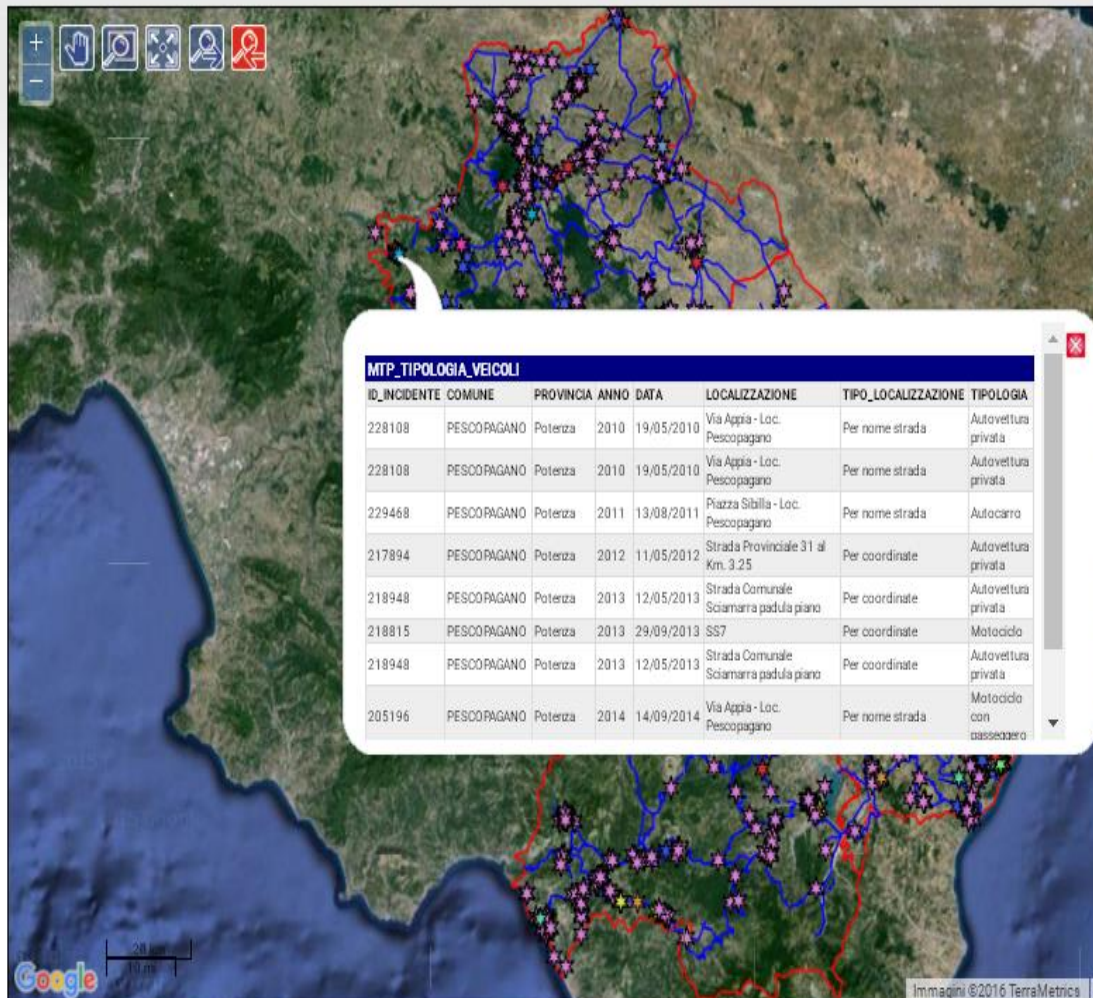 +
−
MTP_TIPOLOGIA_VEICOLI
ID_INCIDENTE COMUNE PROVINCIA ANNO DATA LOCALIZZAZIONE TIPO_LOCALIZZAZIONE TIPOLOGIA
228108 PESCOPAGANO Potenza 2010 19/05/2010 Via Appia - Loc. Pescopagano Per nome strada Autovettura privata
228108 PESCOPAGANO Potenza 2010 19/05/2010 Via Appia - Loc. Pescopagano Per nome strada Autovettura privata
229468 PESCOPAGANO Potenza 2011 13/08/2011 Piazza Sibilla - Loc. Pescopagano Per nome strada Autocarro
217894 PESCOPAGANO Potenza 2012 11/05/2012 Strada Provinciale 31 al Km. 3.25 Per coordinate Autovettura privata
218948 PESCOPAGANO Potenza 2013 12/05/2013 Strada Comunale Sciamarra padula piano Per coordinate Autovettura privata
218815 PESCOPAGANO Potenza 2013 29/09/2013 SS7 Per coordinate Motociclo
218948 PESCOPAGANO Potenza 2013 12/05/2013 Strada Comunale Sciamarra padula piano Per coordinate Autovettura privata
205196 PESCOPAGANO Potenza 2014 14/09/2014 Via Appia - Loc. Pescopagano Per nome strada Motociclo con passeggero
20 km
10 mi
Google
Immagini ©2016 TerraMetrics